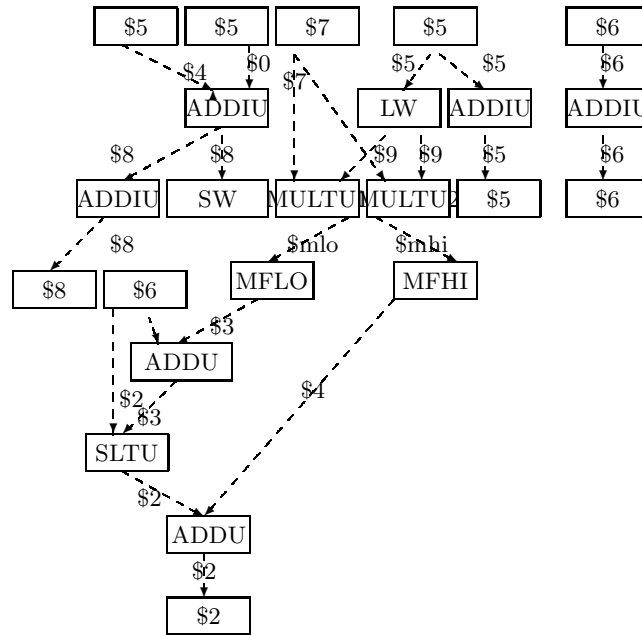 $5 $5 $7 $5 $6
$4 $0 $7 $5 $5 $6
ADDIU LW ADDIU ADDIU
$8 $8 $9 $9 $5 $6
ADDIU SW MULTU MULTU2 $5 $6
$8 $mlo $mhi
$8 $6 MFLO MFHI
$3
ADDU
$2 $3 $4
SLTU
$2
ADDU
$2
$2